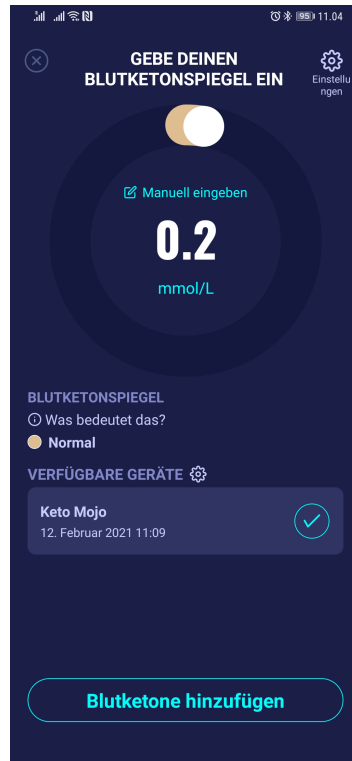 95 11.04
GEBE DEINEN
BLUTKETONSPIEGEL EIN
Einstellu
ngen
Manuell eingeben
0.2
mmol/L
BLUTKETONSPIEGEL
Was bedeutet das?
Normal
VERFÜGBARE GERÄTE
Keto Mojo
12. Februar 2021 11:09
Blutketone hinzufügen